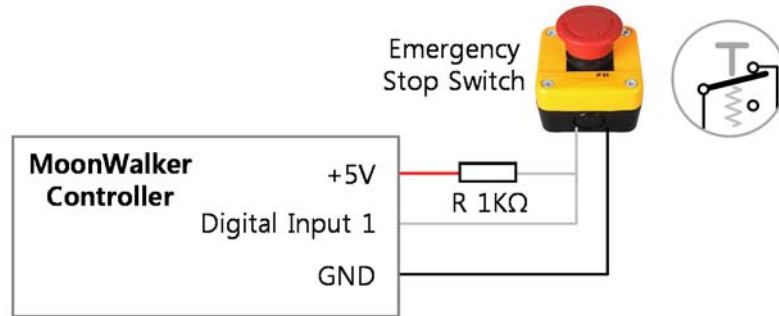 Emergency
Stop Switch
MoonWalker
Controller
+5V
R 1KΩ
Digital Input 1
GND